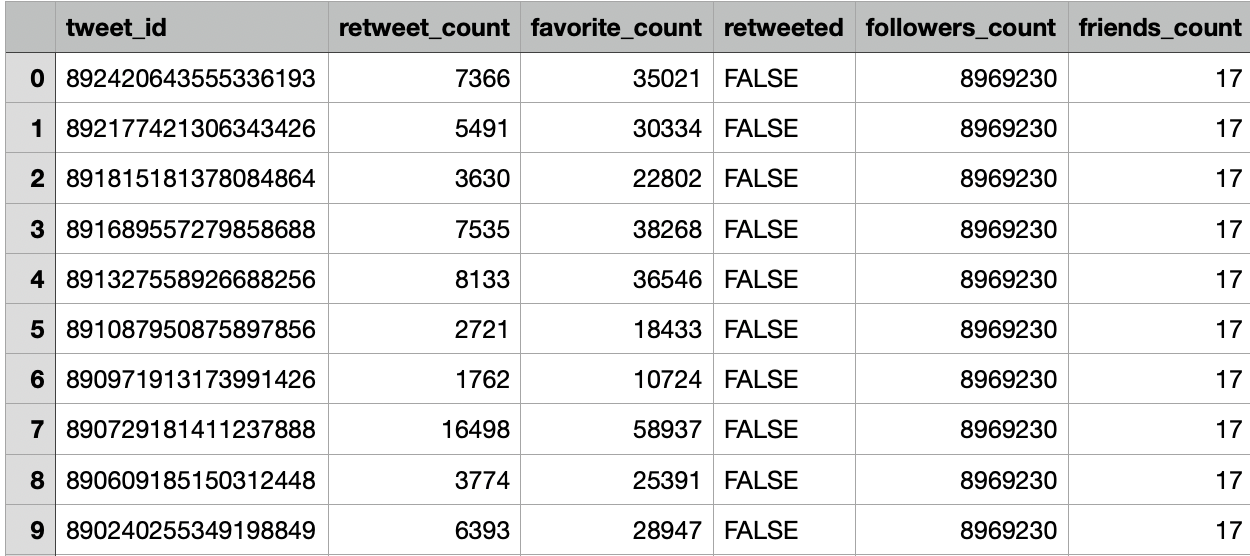 tweet_id retweet_count favorite_count retweeted followers_count friends_count
0 892420643555336193 7366 35021 FALSE 8969230 17
1 892177421306343426 5491 30334 FALSE 8969230 17
2 891815181378084864 3630 22802 FALSE 8969230 17
3 891689557279858688 7535 38268 FALSE 8969230 17
4 891327558926688256 8133 36546 FALSE 8969230 17
5 891087950875897856 2721 18433 FALSE 8969230 17
6 890971913173991426 1762 10724 FALSE 8969230 17
7 890729181411237888 16498 58937 FALSE 8969230 17
8 890609185150312448 3774 25391 FALSE 8969230 17
9 890240255349198849 6393 28947 FALSE 8969230 17